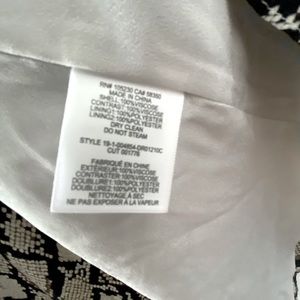 RN# 105230 CA# 58350
MADE IN CHINA
SHELL:100%VISCOSE
CONTRAST:100%VISCOSE
LINING1:100%POLYESTER
LINING2:100%POLYESTER
DRY CLEAN
DO NOT STEAM
STYLE 19-1-004654-DR01210C
CUT 001776
FABRIQUÉ EN CHINE
EXTÉRIEUR:100%VISCOSE
CONTRASTE:100%VISCOSE
DOUBLURE1:100%POLYESTER
DOUBLURE2:100%POLYESTER
NETTOYAGE À SEC
NE PAS EXPOSER À LA VAPEUR